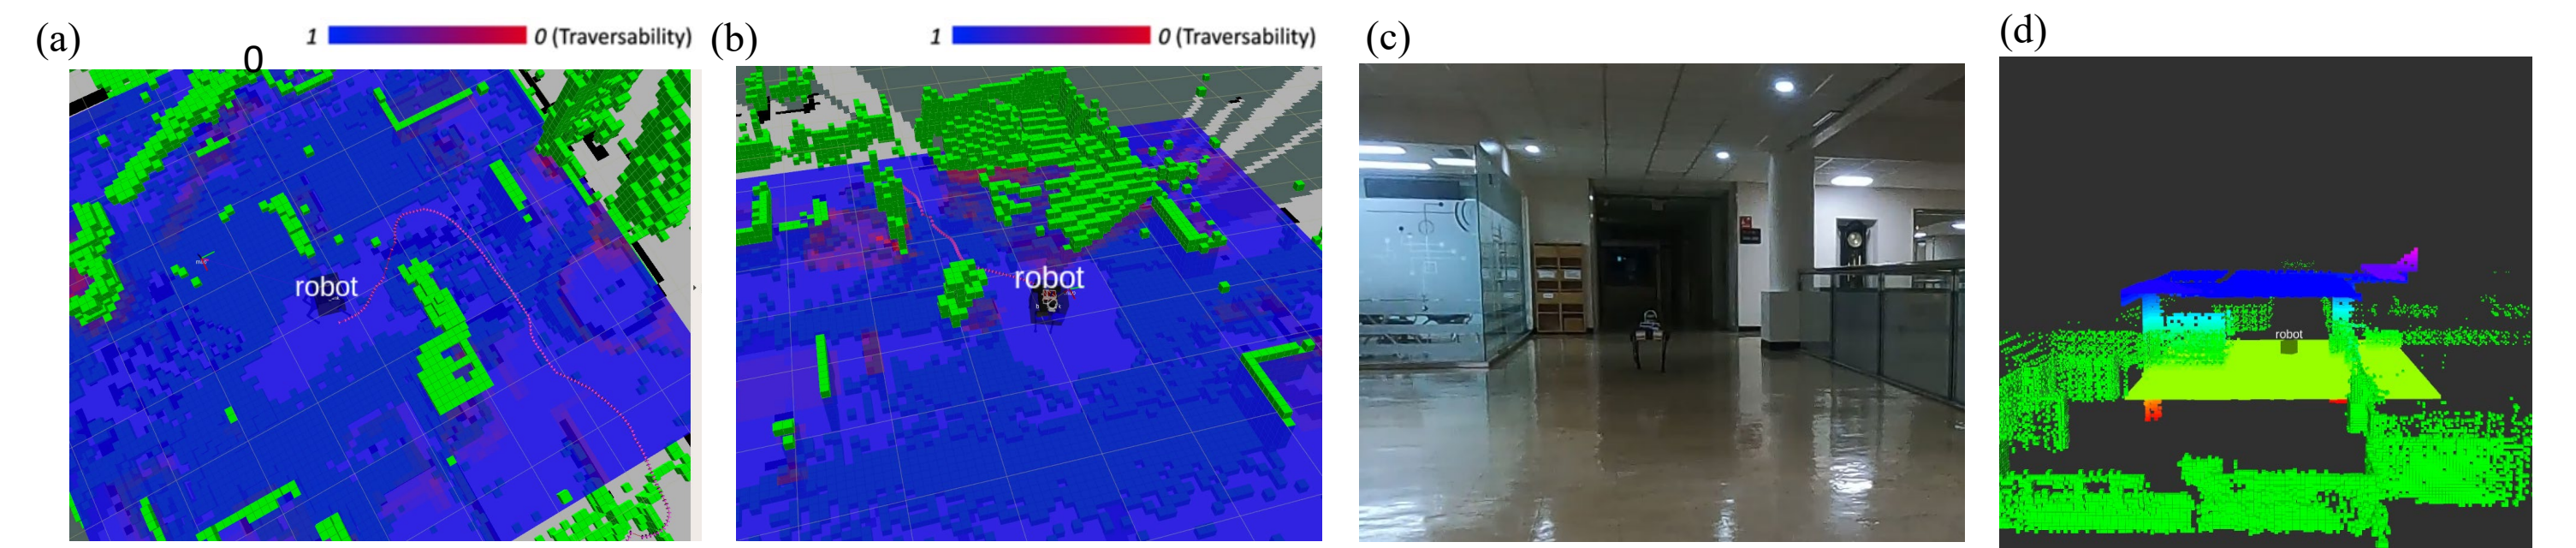 (a)
1
0 (Traversability)
0
robot
(b)
1
0 (Traversability)
robot
(c)
(d)
robot